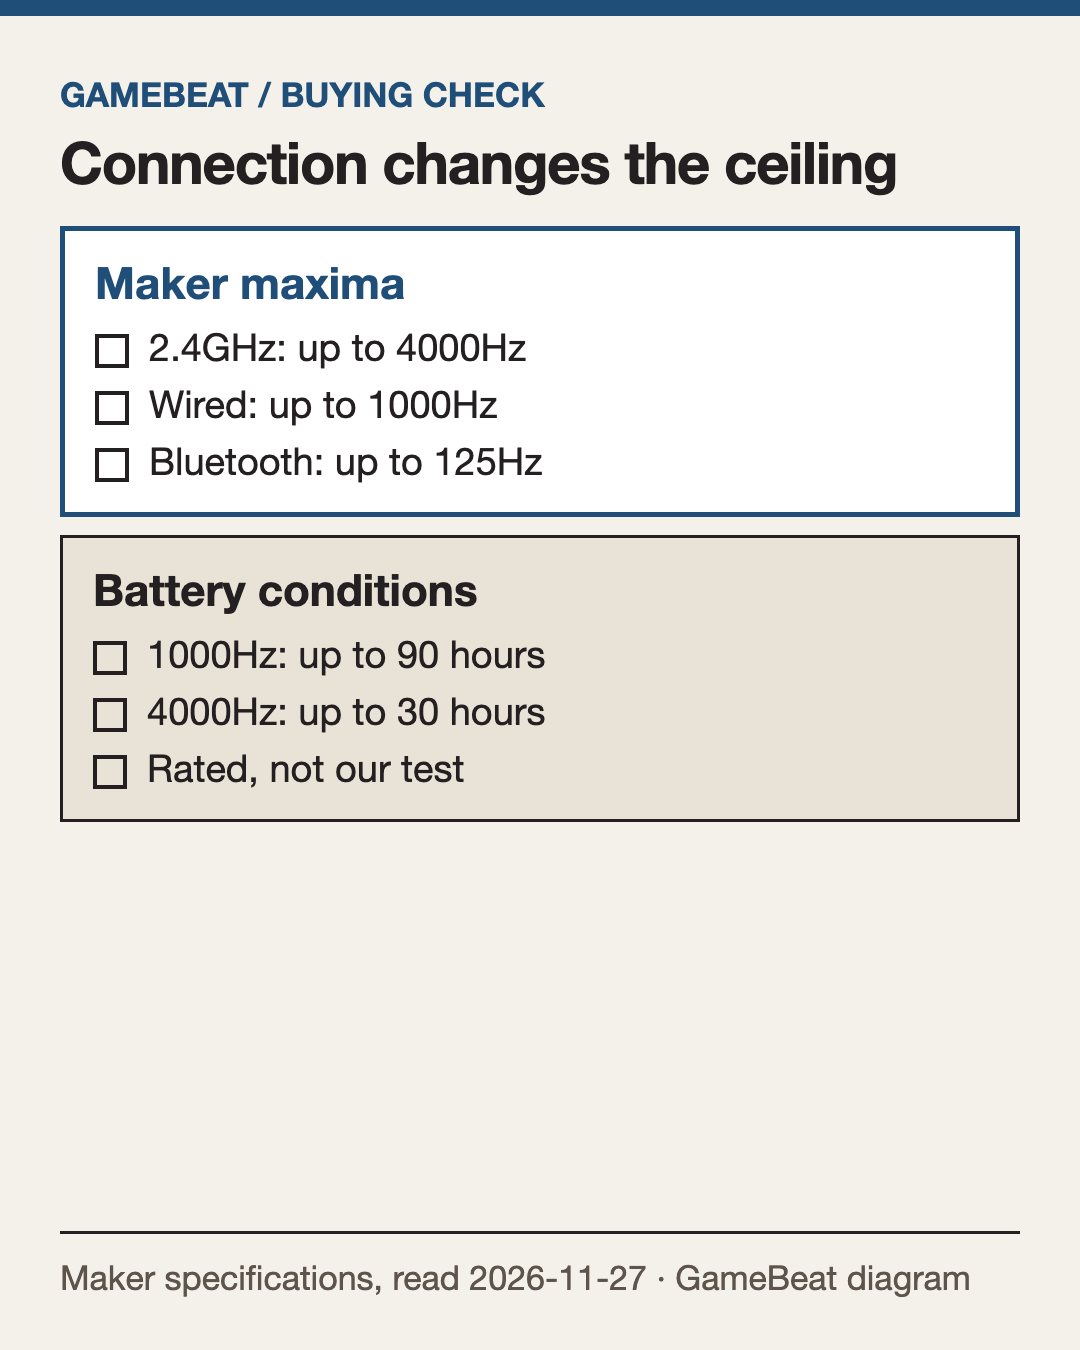 GAMEBEAT / BUYING CHECK
Connection changes the ceiling
Maker maxima
2.4GHz: up to 4000Hz
Wired: up to 1000Hz
Bluetooth: up to 125Hz
Battery conditions
1000Hz: up to 90 hours
4000Hz: up to 30 hours
Rated, not our test
Maker specifications, read 2026-11-27 · GameBeat diagram